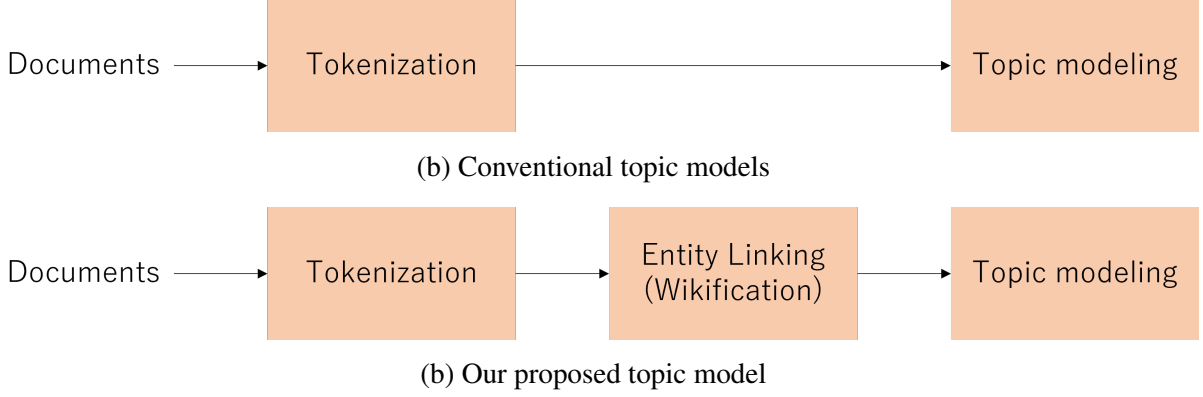 Documents
Tokenization
Topic modeling
(b) Conventional topic models
Documents
Tokenization
Entity Linking
(Wikification)
Topic modeling
(b) Our proposed topic model